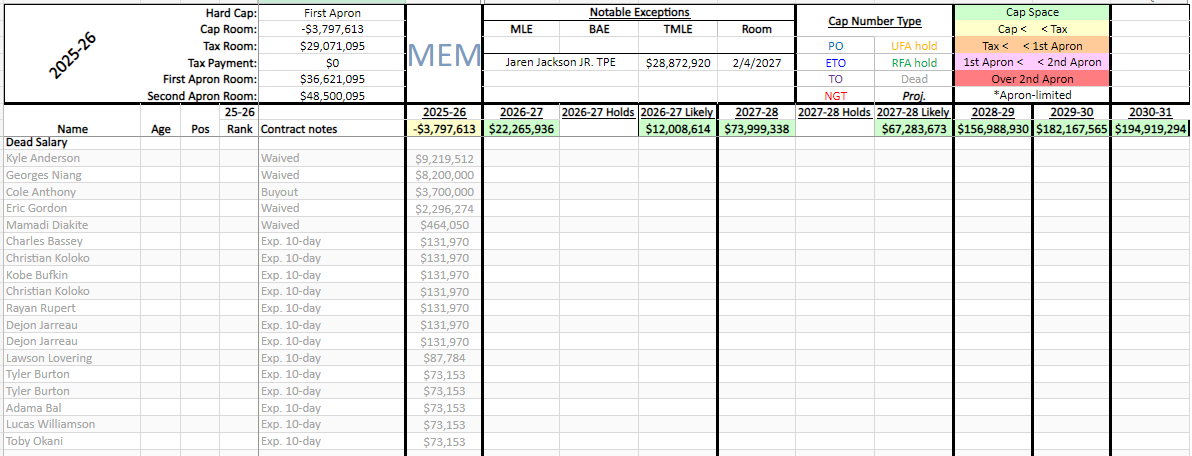 2025-26
Hard Cap: First Apron
Cap Room: -$3,797,613
Tax Room: $29,071,095
Tax Payment: $0
First Apron Room: $36,621,095
Second Apron Room: $48,500,095
MEM
Notable Exceptions
MLE BAE TMLE Room
Jaren Jackson JR. TPE $28,872,920 2/4/2027
Cap Number Type
PO UFA hold
ETO RFA hold
TO Dead
NGT Proj.
Cap Space
Cap < < Tax
Tax < < 1st Apron
1st Apron < < 2nd Apron
Over 2nd Apron
*Apron-limited
25-26 2025-26 2026-27 2026-27 Holds 2026-27 Likely 2027-28 2027-28 Holds 2027-28 Likely 2028-29 2029-30 2030-31
Name Age Pos Rank Contract notes -$3,797,613 $22,265,936 $12,008,614 $73,999,338 $67,283,673 $156,988,930 $182,167,565 $194,919,294
Dead Salary
Kyle Anderson Waived $9,219,512
Georges Niang Waived $8,200,000
Cole Anthony Buyout $3,700,000
Eric Gordon Waived $2,296,274
Mamadi Diakite Waived $464,050
Charles Bassey Exp. 10-day $131,970
Christian Koloko Exp. 10-day $131,970
Kobe Bufkin Exp. 10-day $131,970
Christian Koloko Exp. 10-day $131,970
Rayan Rupert Exp. 10-day $131,970
Dejon Jarreau Exp. 10-day $131,970
Dejon Jarreau Exp. 10-day $131,970
Lawson Lovering Exp. 10-day $87,784
Tyler Burton Exp. 10-day $73,153
Tyler Burton Exp. 10-day $73,153
Adama Bal Exp. 10-day $73,153
Lucas Williamson Exp. 10-day $73,153
Toby Okani Exp. 10-day $73,153